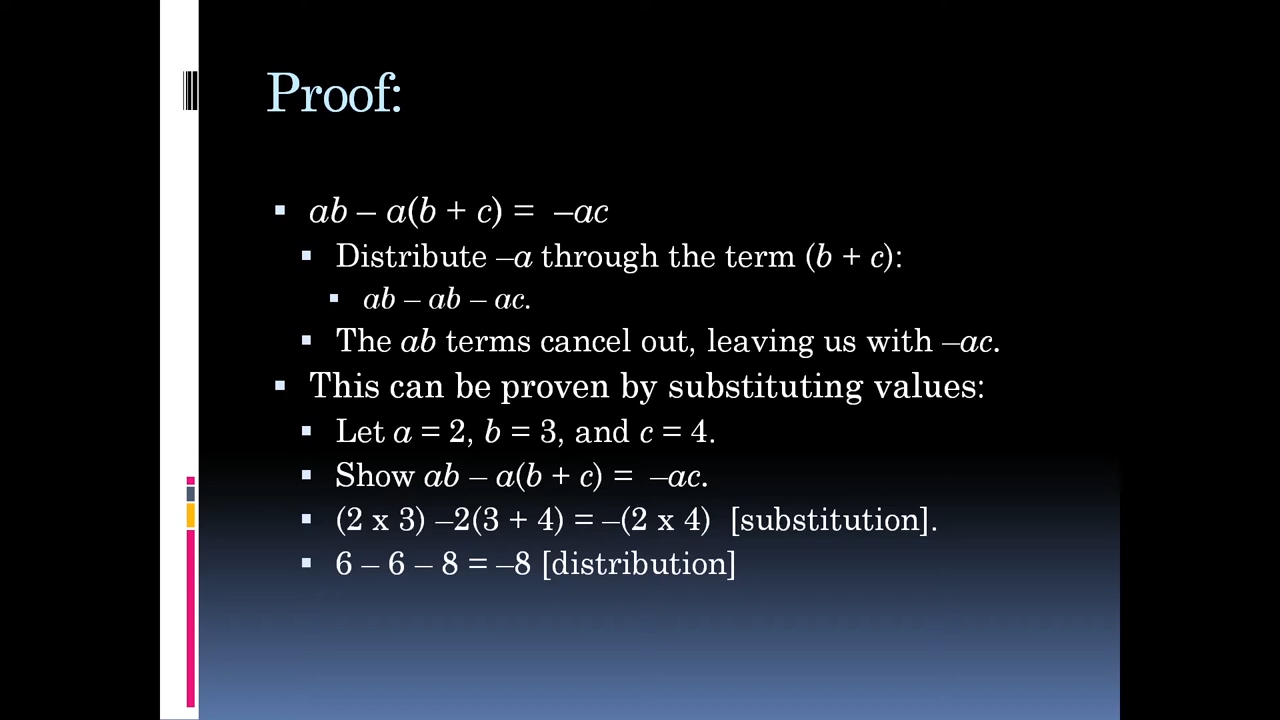 Proof:
ab – a(b + c) = –ac
Distribute –a through the term (b + c):
ab – ab – ac.
The ab terms cancel out, leaving us with –ac.
This can be proven by substituting values:
Let a = 2, b = 3, and c = 4.
Show ab – a(b + c) = –ac.
(2 x 3) –2(3 + 4) = –(2 x 4) [substitution].
6 – 6 – 8 = –8 [distribution]